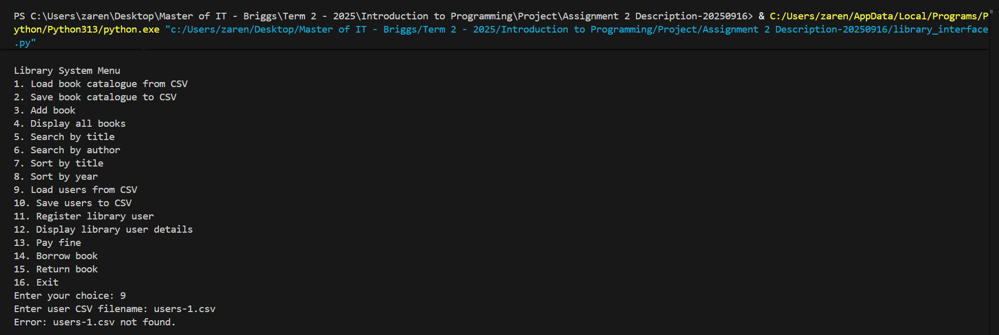 PS C:\Users\zaren\Desktop\Master of IT - Briggs\Term 2 - 2025\Introduction to Programming\Project\Assignment 2 Description-20250916> & C:/Users/zaren/AppData/Local/Programs/P
ython/Python313/python.exe "c:/Users/zaren/Desktop/Master of IT - Briggs/Term 2 - 2025/Introduction to Programming/Project/Assignment 2 Description-20250916/library_interface
.py"
Library System Menu
1. Load book catalogue from CSV
2. Save book catalogue to CSV
3. Add book
4. Display all books
5. Search by title
6. Search by author
7. Sort by title
8. Sort by year
9. Load users from CSV
10. Save users to CSV
11. Register library user
12. Display library user details
13. Pay fine
14. Borrow book
15. Return book
16. Exit
Enter your choice: 9
Enter user CSV filename: users-1.csv
Error: users-1.csv not found.